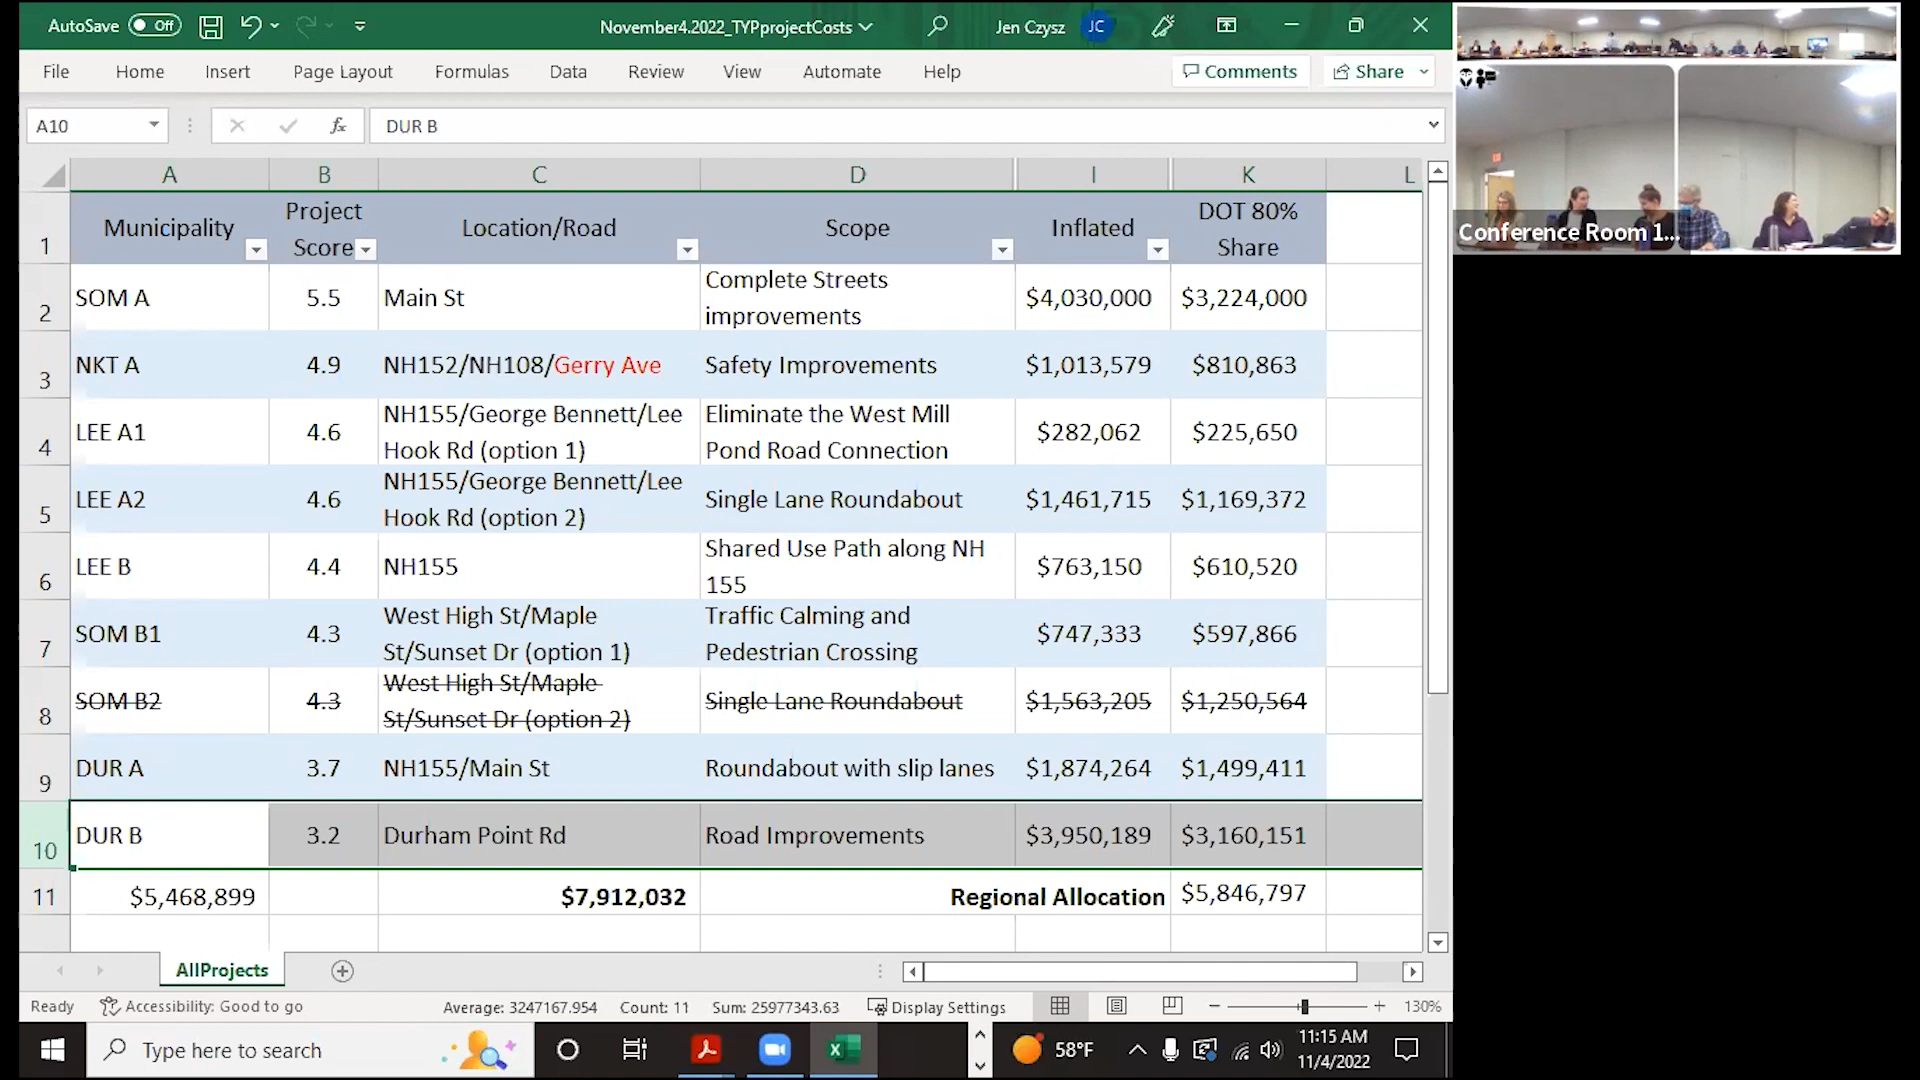 AutoSave Off
November4.2022_TYPprojectCosts
Jen Czysz JC
File Home Insert Page Layout Formulas Data Review View Automate Help Comments Share
A10 fx DUR B
A B C D I K L
1 Municipality Project Score Location/Road Scope Inflated DOT 80% Share
2 SOM A 5.5 Main St Complete Streets improvements $4,030,000 $3,224,000
3 NKT A 4.9 NH152/NH108/Gerry Ave Safety Improvements $1,013,579 $810,863
4 LEE A1 4.6 NH155/George Bennett/Lee Hook Rd (option 1) Eliminate the West Mill Pond Road Connection $282,062 $225,650
5 LEE A2 4.6 NH155/George Bennett/Lee Hook Rd (option 2) Single Lane Roundabout $1,461,715 $1,169,372
6 LEE B 4.4 NH155 Shared Use Path along NH 155 $763,150 $610,520
7 SOM B1 4.3 West High St/Maple St/Sunset Dr (option 1) Traffic Calming and Pedestrian Crossing $747,333 $597,866
8 SOM B2 4.3 West High St/Maple St/Sunset Dr (option 2) Single Lane Roundabout $1,563,205 $1,250,564
9 DUR A 3.7 NH155/Main St Roundabout with slip lanes $1,874,264 $1,499,411
10 DUR B 3.2 Durham Point Rd Road Improvements $3,950,189 $3,160,151
11 $5,468,899 $7,912,032 Regional Allocation $5,846,797
AllProjects
Ready Accessibility: Good to go Average: 3247167.954 Count: 11 Sum: 25977343.63 Display Settings 130%
Type here to search 58°F 11:15 AM
11/4/2022
Conference Room 1...